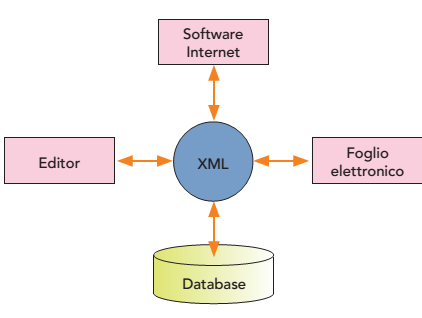 Software
Internet
Editor
XML
Foglio
elettronico
Database